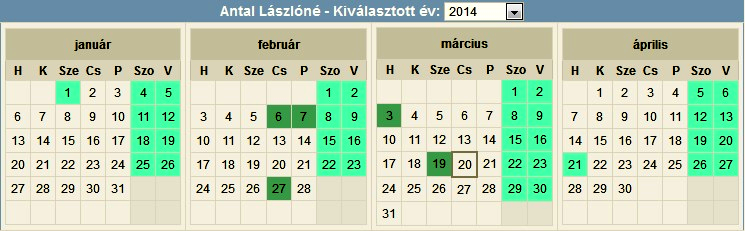 Antal Lászlóné - Kiválasztott év: 2014
január
H K Sze Cs P Szo V
1 2 3 4 5
6 7 8 9 10 11 12
13 14 15 16 17 18 19
20 21 22 23 24 25 26
27 28 29 30 31
február
H K Sze Cs P Szo V
1 2
3 4 5 6 7 8 9
10 11 12 13 14 15 16
17 18 19 20 21 22 23
24 25 26 27 28
március
H K Sze Cs P Szo V
1 2
3 4 5 6 7 8 9
10 11 12 13 14 15 16
17 18 19 20 21 22 23
24 25 26 27 28 29 30
31
április
H K Sze Cs P Szo V
1 2 3 4 5 6
7 8 9 10 11 12 13
14 15 16 17 18 19 20
21 22 23 24 25 26 27
28 29 30